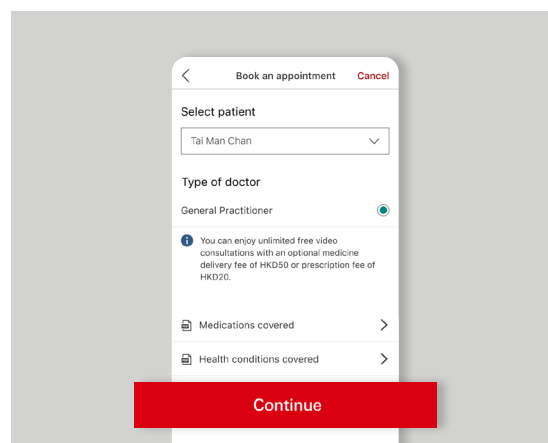 Book an appointment
Cancel
Select patient
Tai Man Chan
Type of doctor
General Practitioner
You can enjoy unlimited free video
consultations with an optional medicine
delivery fee of HKD50 or prescription fee of
HKD20.
Medications covered
Health conditions covered
Continue